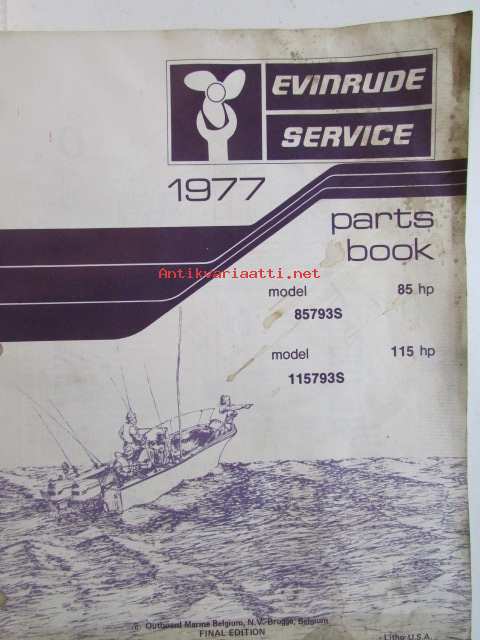 EVINRUDE
SERVICE
1977
parts
book
Antikvariaatti.net
model 85 hp
85793S
model 115 hp
115793S
Outboard Marine Belgium, N.V. Brugge, Belgium
FINAL EDITION
- Litho U.S.A.